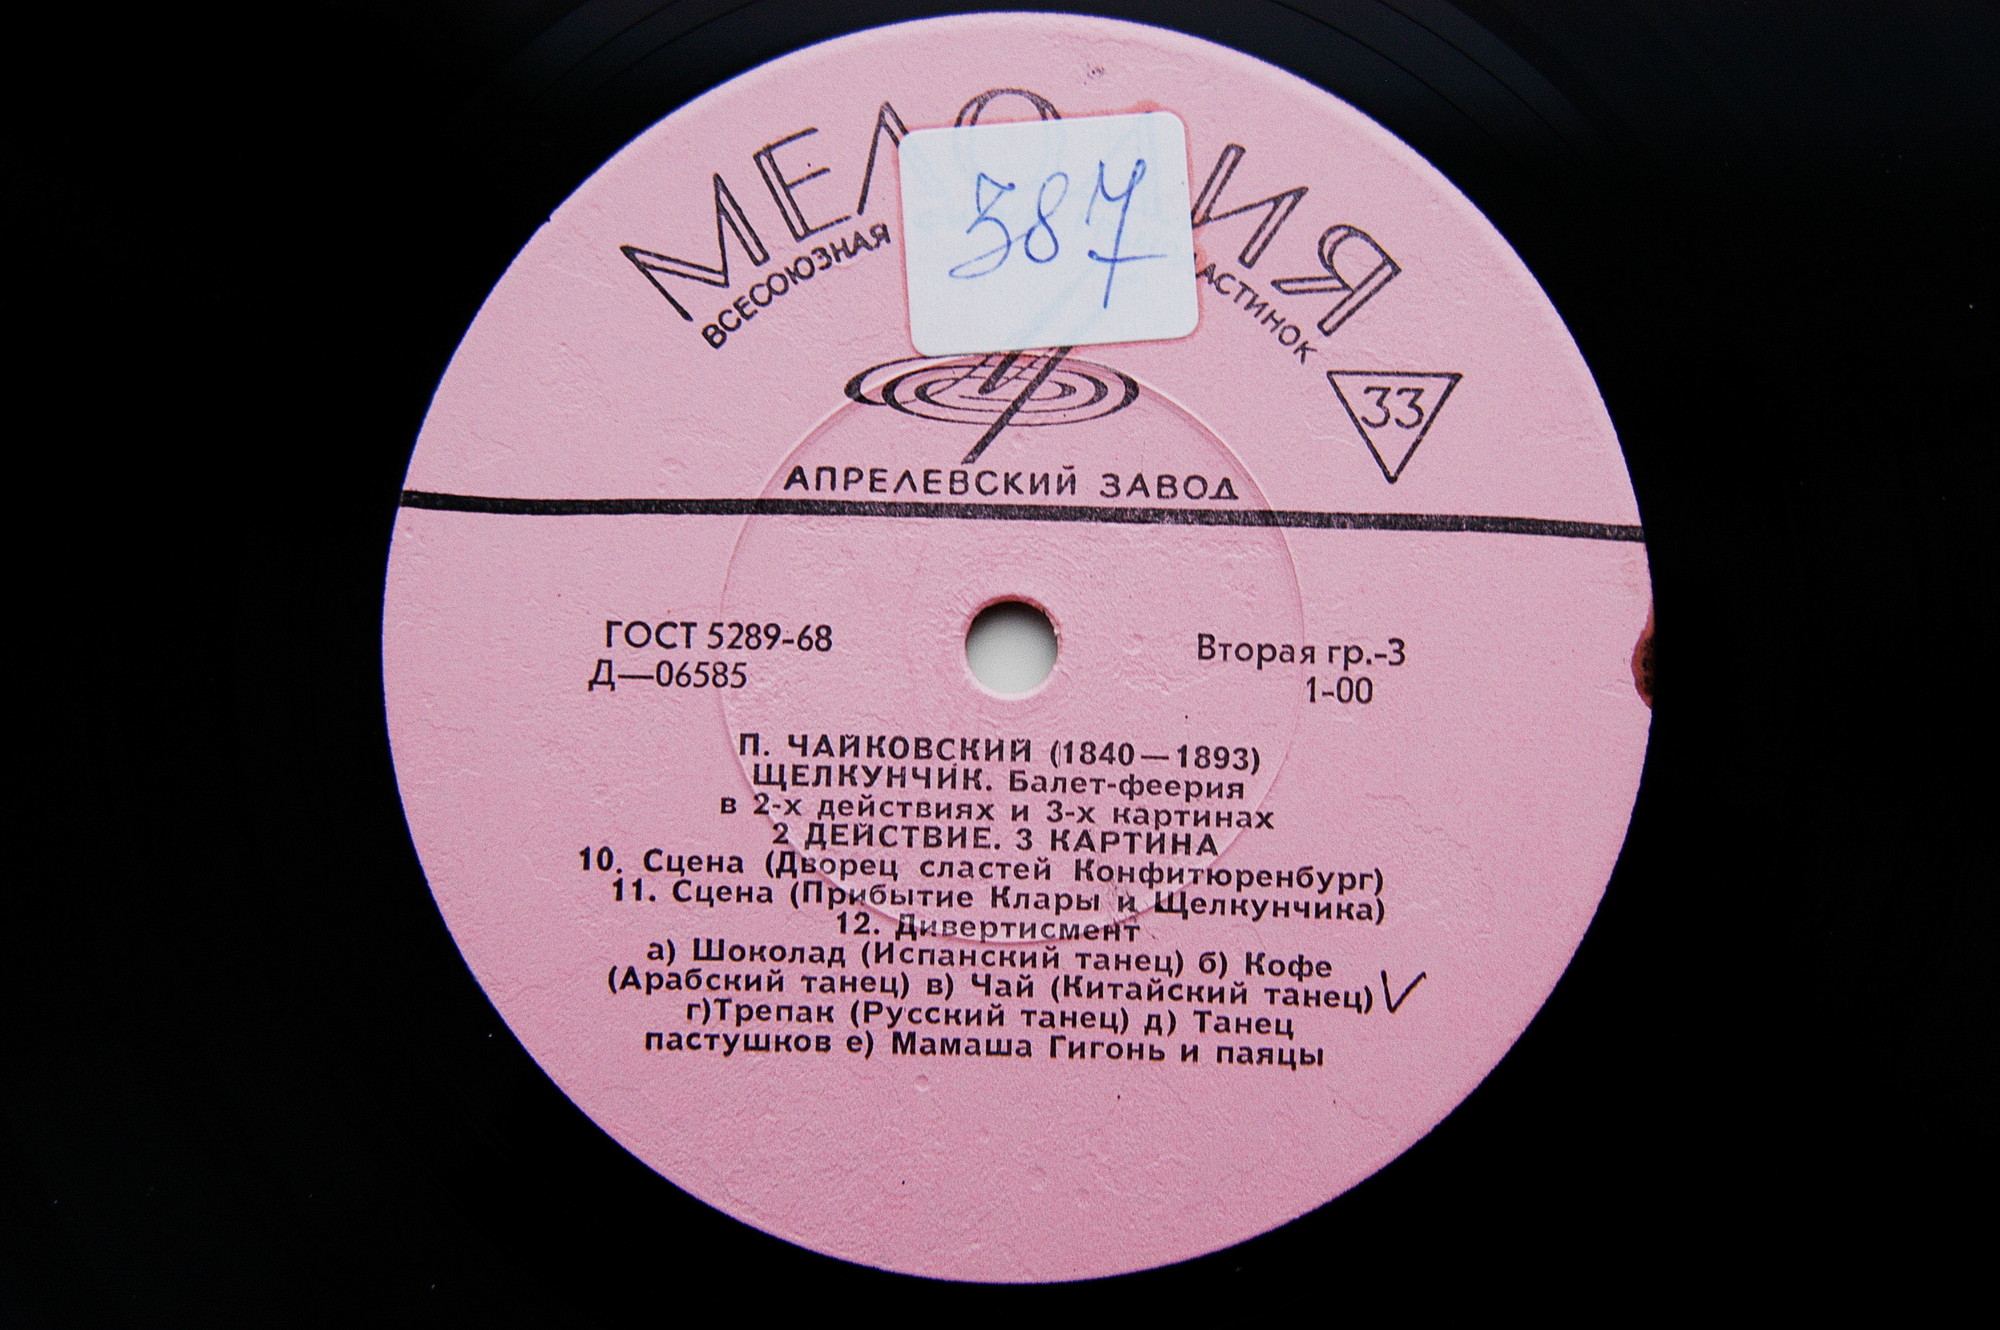 МЕЛОДИЯ
387
ВСЕСОЮЗНАЯ
33
АПРЕЛЕВСКИЙ ЗАВОД
ГОСТ 5289-68
Д—06585
Вторая гр.-3
1-00
П. ЧАЙКОВСКИЙ (1840—1893)
ЩЕЛКУНЧИК. Балет-феерия
в 2-х действиях и 3-х картинах
2 ДЕЙСТВИЕ. 3 КАРТИНА
10. Сцена (Дворец сластей Конфитюренбург)
11. Сцена (Прибытие Клары и Щелкунчика)
12. Дивертисмент
а) Шоколад (Испанский танец) б) Кофе
(Арабский танец) в) Чай (Китайский танец)
г)Трепак (Русский танец) д) Танец
пастушков е) Мамаша Гигонь и паяцы